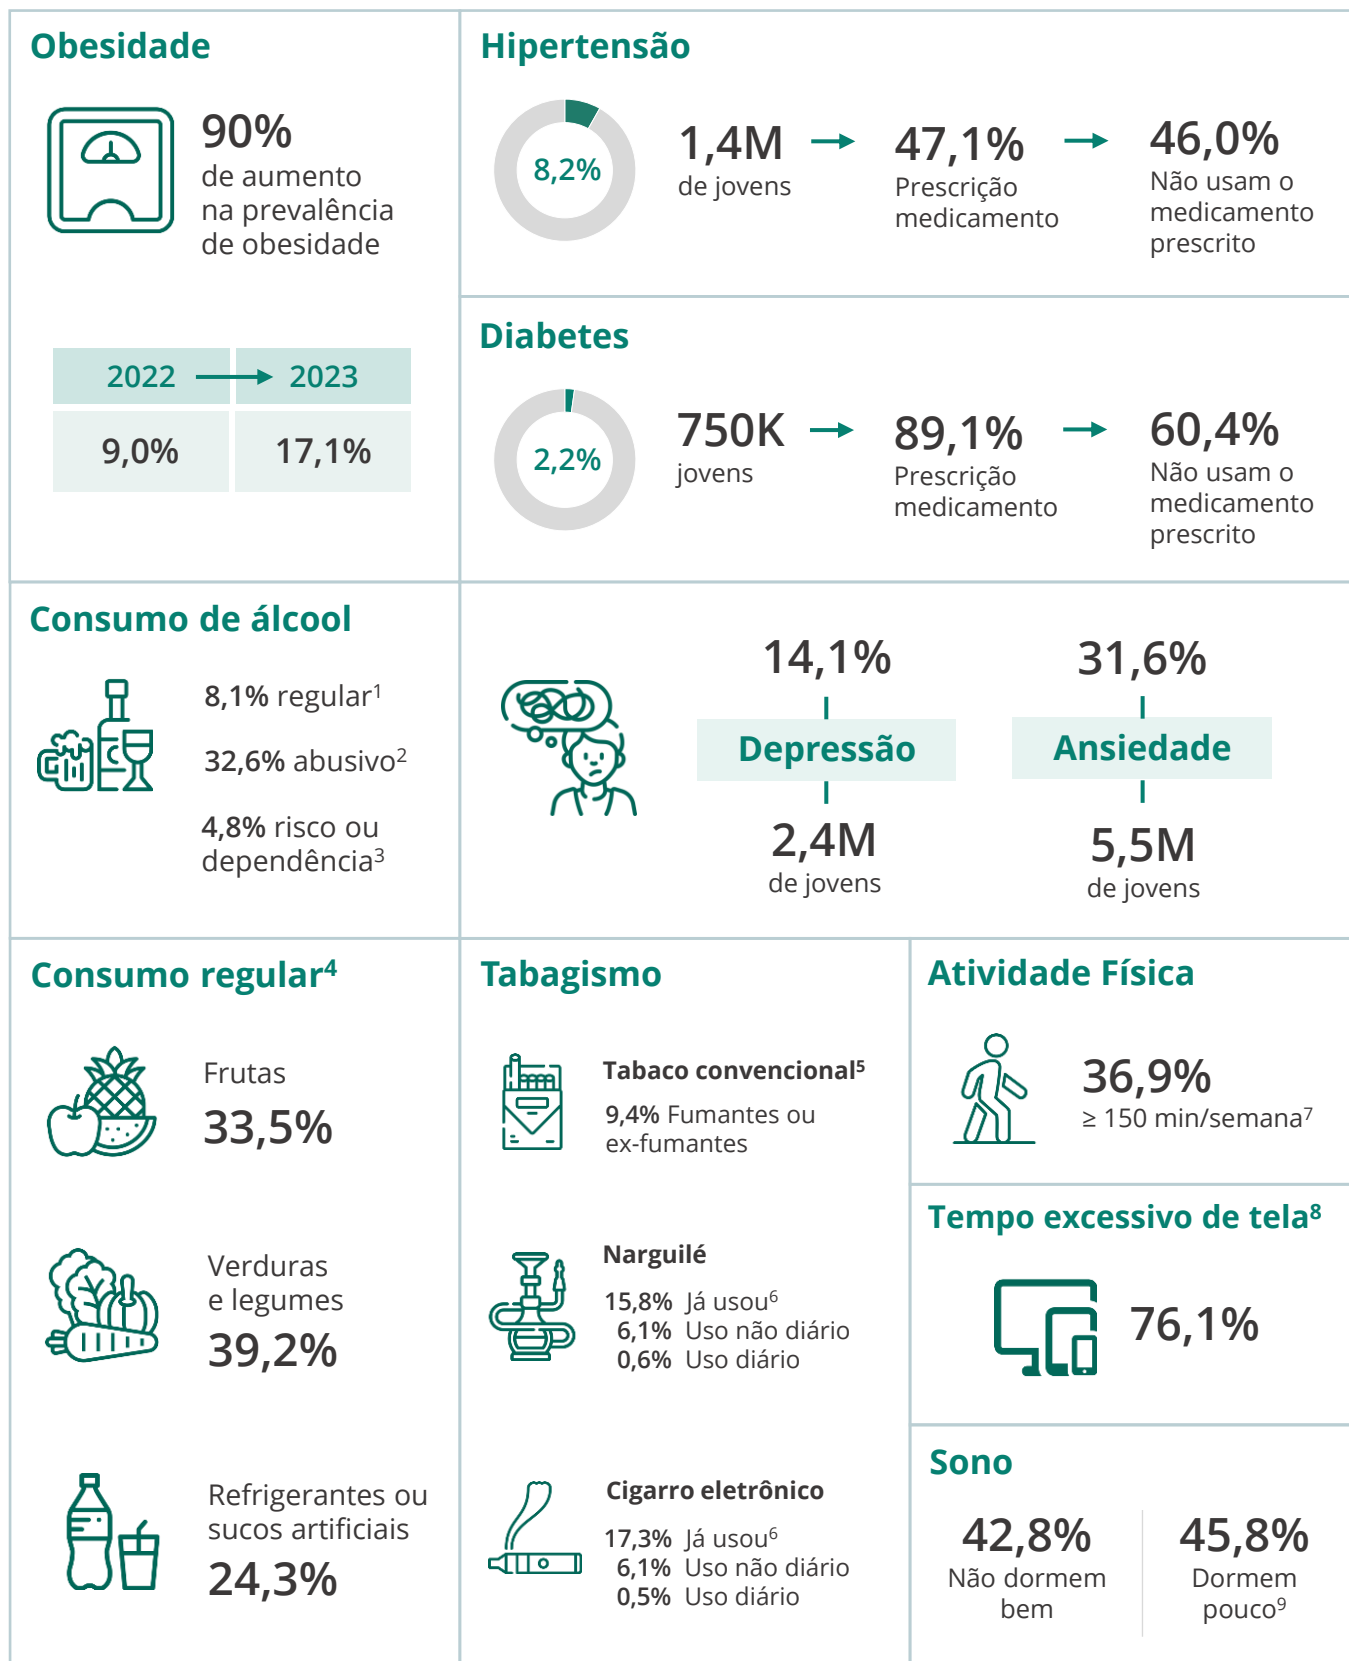 Obesidade
90%
de aumento
na prevalência
de obesidade
2022 → 2023
9,0% 17,1%
Hipertensão
8,2%
1,4M
de jovens
→
47,1%
Prescrição
medicamento
→
46,0%
Não usam o
medicamento
prescrito
Diabetes
2,2%
750K
jovens
→
89,1%
Prescrição
medicamento
→
60,4%
Não usam o
medicamento
prescrito
Consumo de álcool
8,1% regular¹
32,6% abusivo²
4,8% risco ou
dependência³
14,1%
Depressão
2,4M
de jovens
31,6%
Ansiedade
5,5M
de jovens
Consumo regular⁴
Frutas
33,5%
Verduras
e legumes
39,2%
Refrigerantes ou
sucos artificiais
24,3%
Tabagismo
Tabaco convencional⁵
9,4% Fumantes ou
ex-fumantes
Narguilé
15,8% Já usou⁶
6,1% Uso não diário
0,6% Uso diário
Cigarro eletrônico
17,3% Já usou⁶
6,1% Uso não diário
0,5% Uso diário
Atividade Física
36,9%
≥ 150 min/semana⁷
Tempo excessivo de tela⁸
76,1%
Sono
42,8%
Não dormem
bem
45,8%
Dormem
pouco⁹